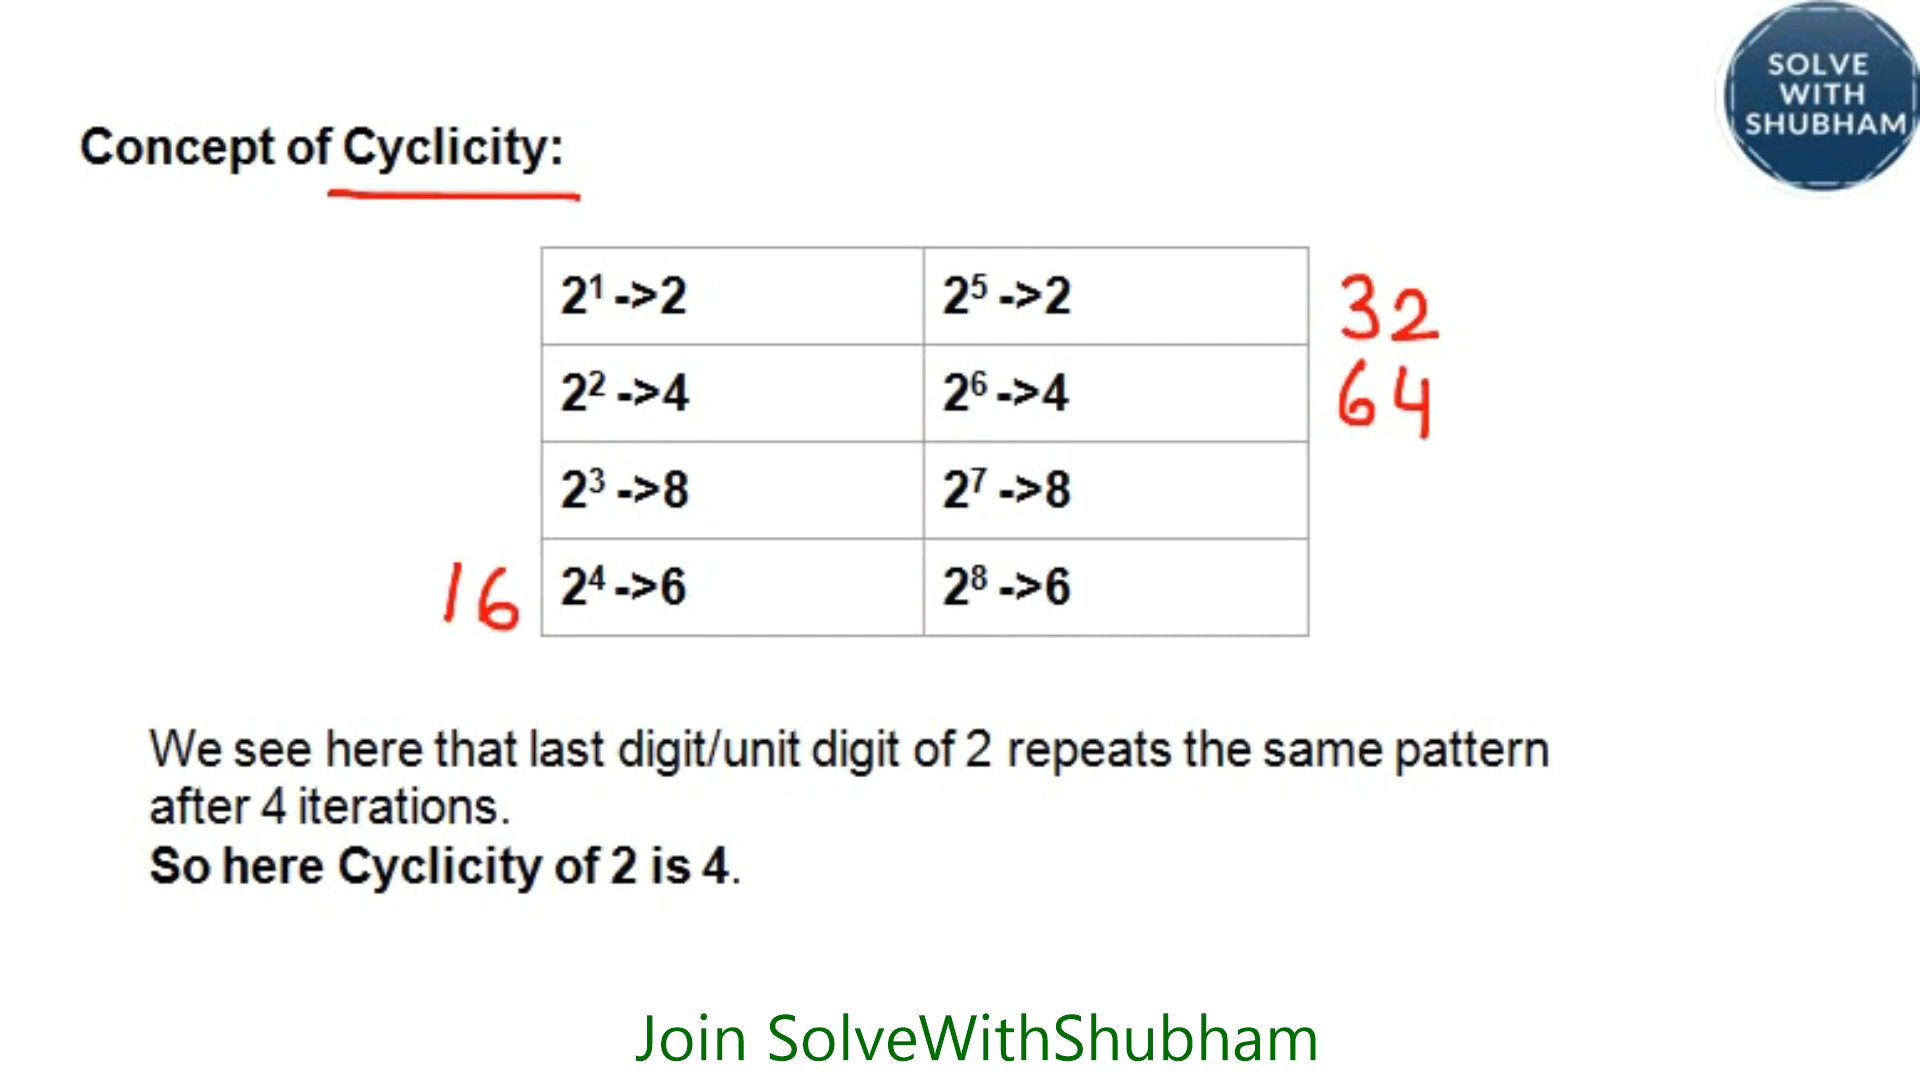 SOLVE
WITH
SHUBHAM
Concept of Cyclicity:
2¹ ->2 2⁵ ->2 32
2² ->4 2⁶ ->4 64
2³ ->8 2⁷ ->8
16 2⁴ ->6 2⁸ ->6
We see here that last digit/unit digit of 2 repeats the same pattern
after 4 iterations.
So here Cyclicity of 2 is 4.
Join SolveWithShubham